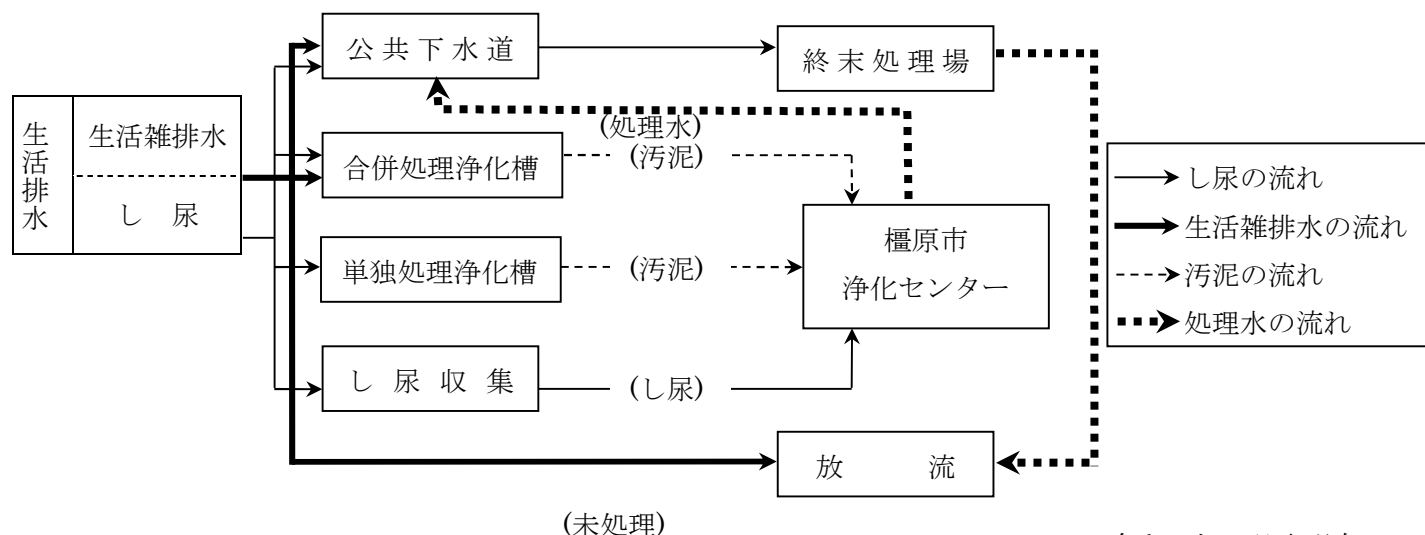 公共下水道
終末処理場
生活排水
生活雑排水
し尿
(処理水)
合併処理浄化槽
(汚泥)
橿原市
浄化センター
単独処理浄化槽
(汚泥)
し尿収集
(し尿)
放流
(未処理)
し尿の流れ
生活雑排水の流れ
汚泥の流れ
処理水の流れ